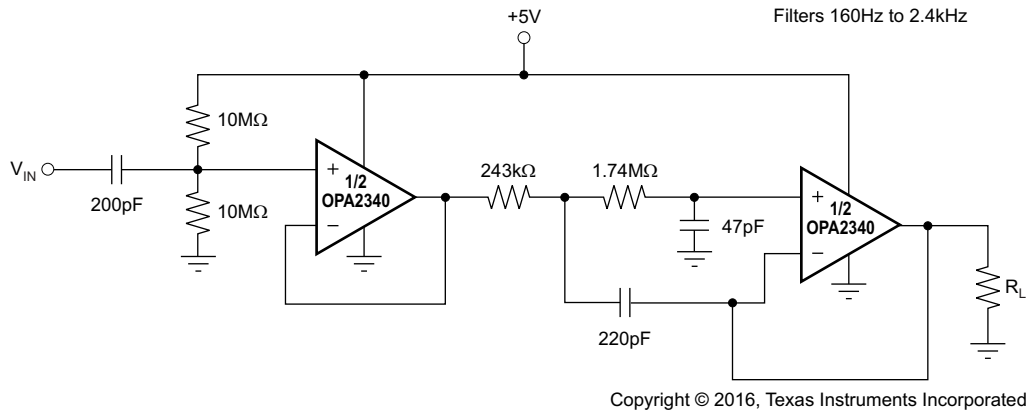 +5V
Filters 160Hz to 2.4kHz
10MΩ
V_IN
200pF
10MΩ
+
1/2
OPA2340
−
243kΩ
1.74MΩ
47pF
220pF
+
1/2
OPA2340
−
R_L
Copyright © 2016, Texas Instruments Incorporated